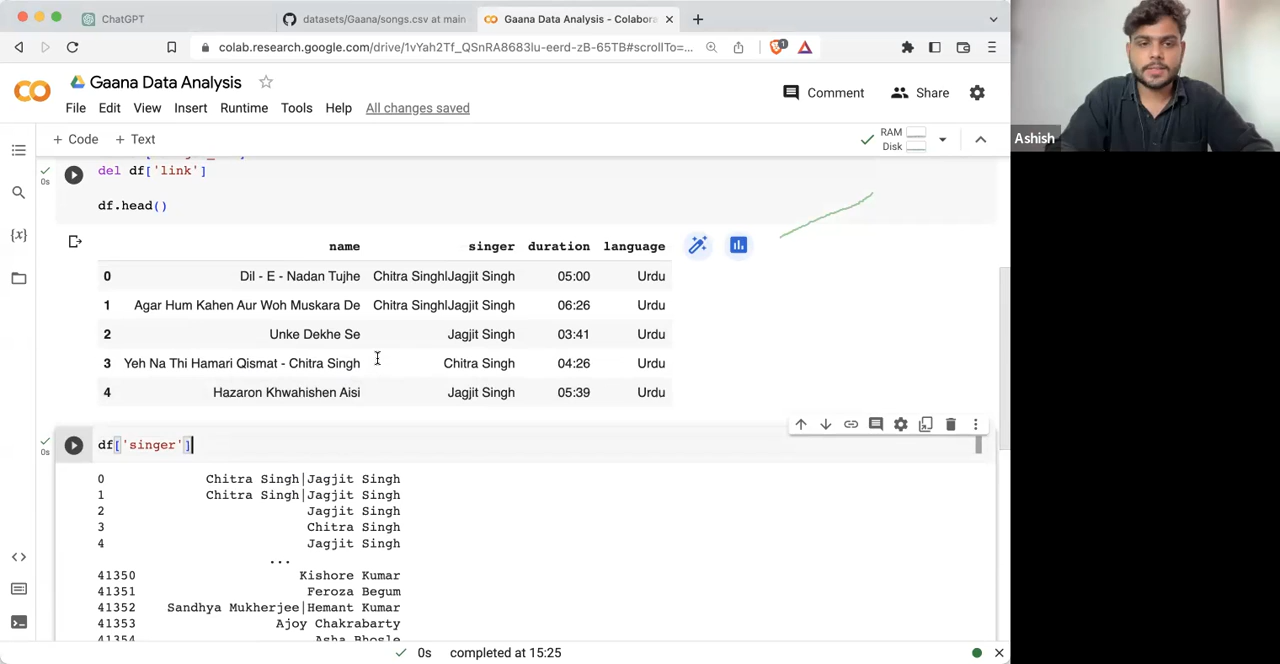 ChatGPT
datasets/Gaana/songs.csv at main
Gaana Data Analysis - Colabora
colab.research.google.com/drive/1vYah2Tf_QSnRA8683lu-eerd-zB-65TB#scrollTo=...
1
Gaana Data Analysis
File Edit View Insert Runtime Tools Help All changes saved
Comment Share
+ Code + Text
RAM
Disk
Ashish
0s
del df['link']
df.head()
name singer duration language
0 Dil - E - Nadan Tujhe Chitra Singh|Jagjit Singh 05:00 Urdu
1 Agar Hum Kahen Aur Woh Muskara De Chitra Singh|Jagjit Singh 06:26 Urdu
2 Unke Dekhe Se Jagjit Singh 03:41 Urdu
3 Yeh Na Thi Hamari Qismat - Chitra Singh Chitra Singh 04:26 Urdu
4 Hazaron Khwahishen Aisi Jagjit Singh 05:39 Urdu
0s
df['singer']
0 Chitra Singh|Jagjit Singh
1 Chitra Singh|Jagjit Singh
2 Jagjit Singh
3 Chitra Singh
4 Jagjit Singh
...
41350 Kishore Kumar
41351 Feroza Begum
41352 Sandhya Mukherjee|Hemant Kumar
41353 Ajoy Chakrabarty
41354 Asha Bhosle
0s completed at 15:25